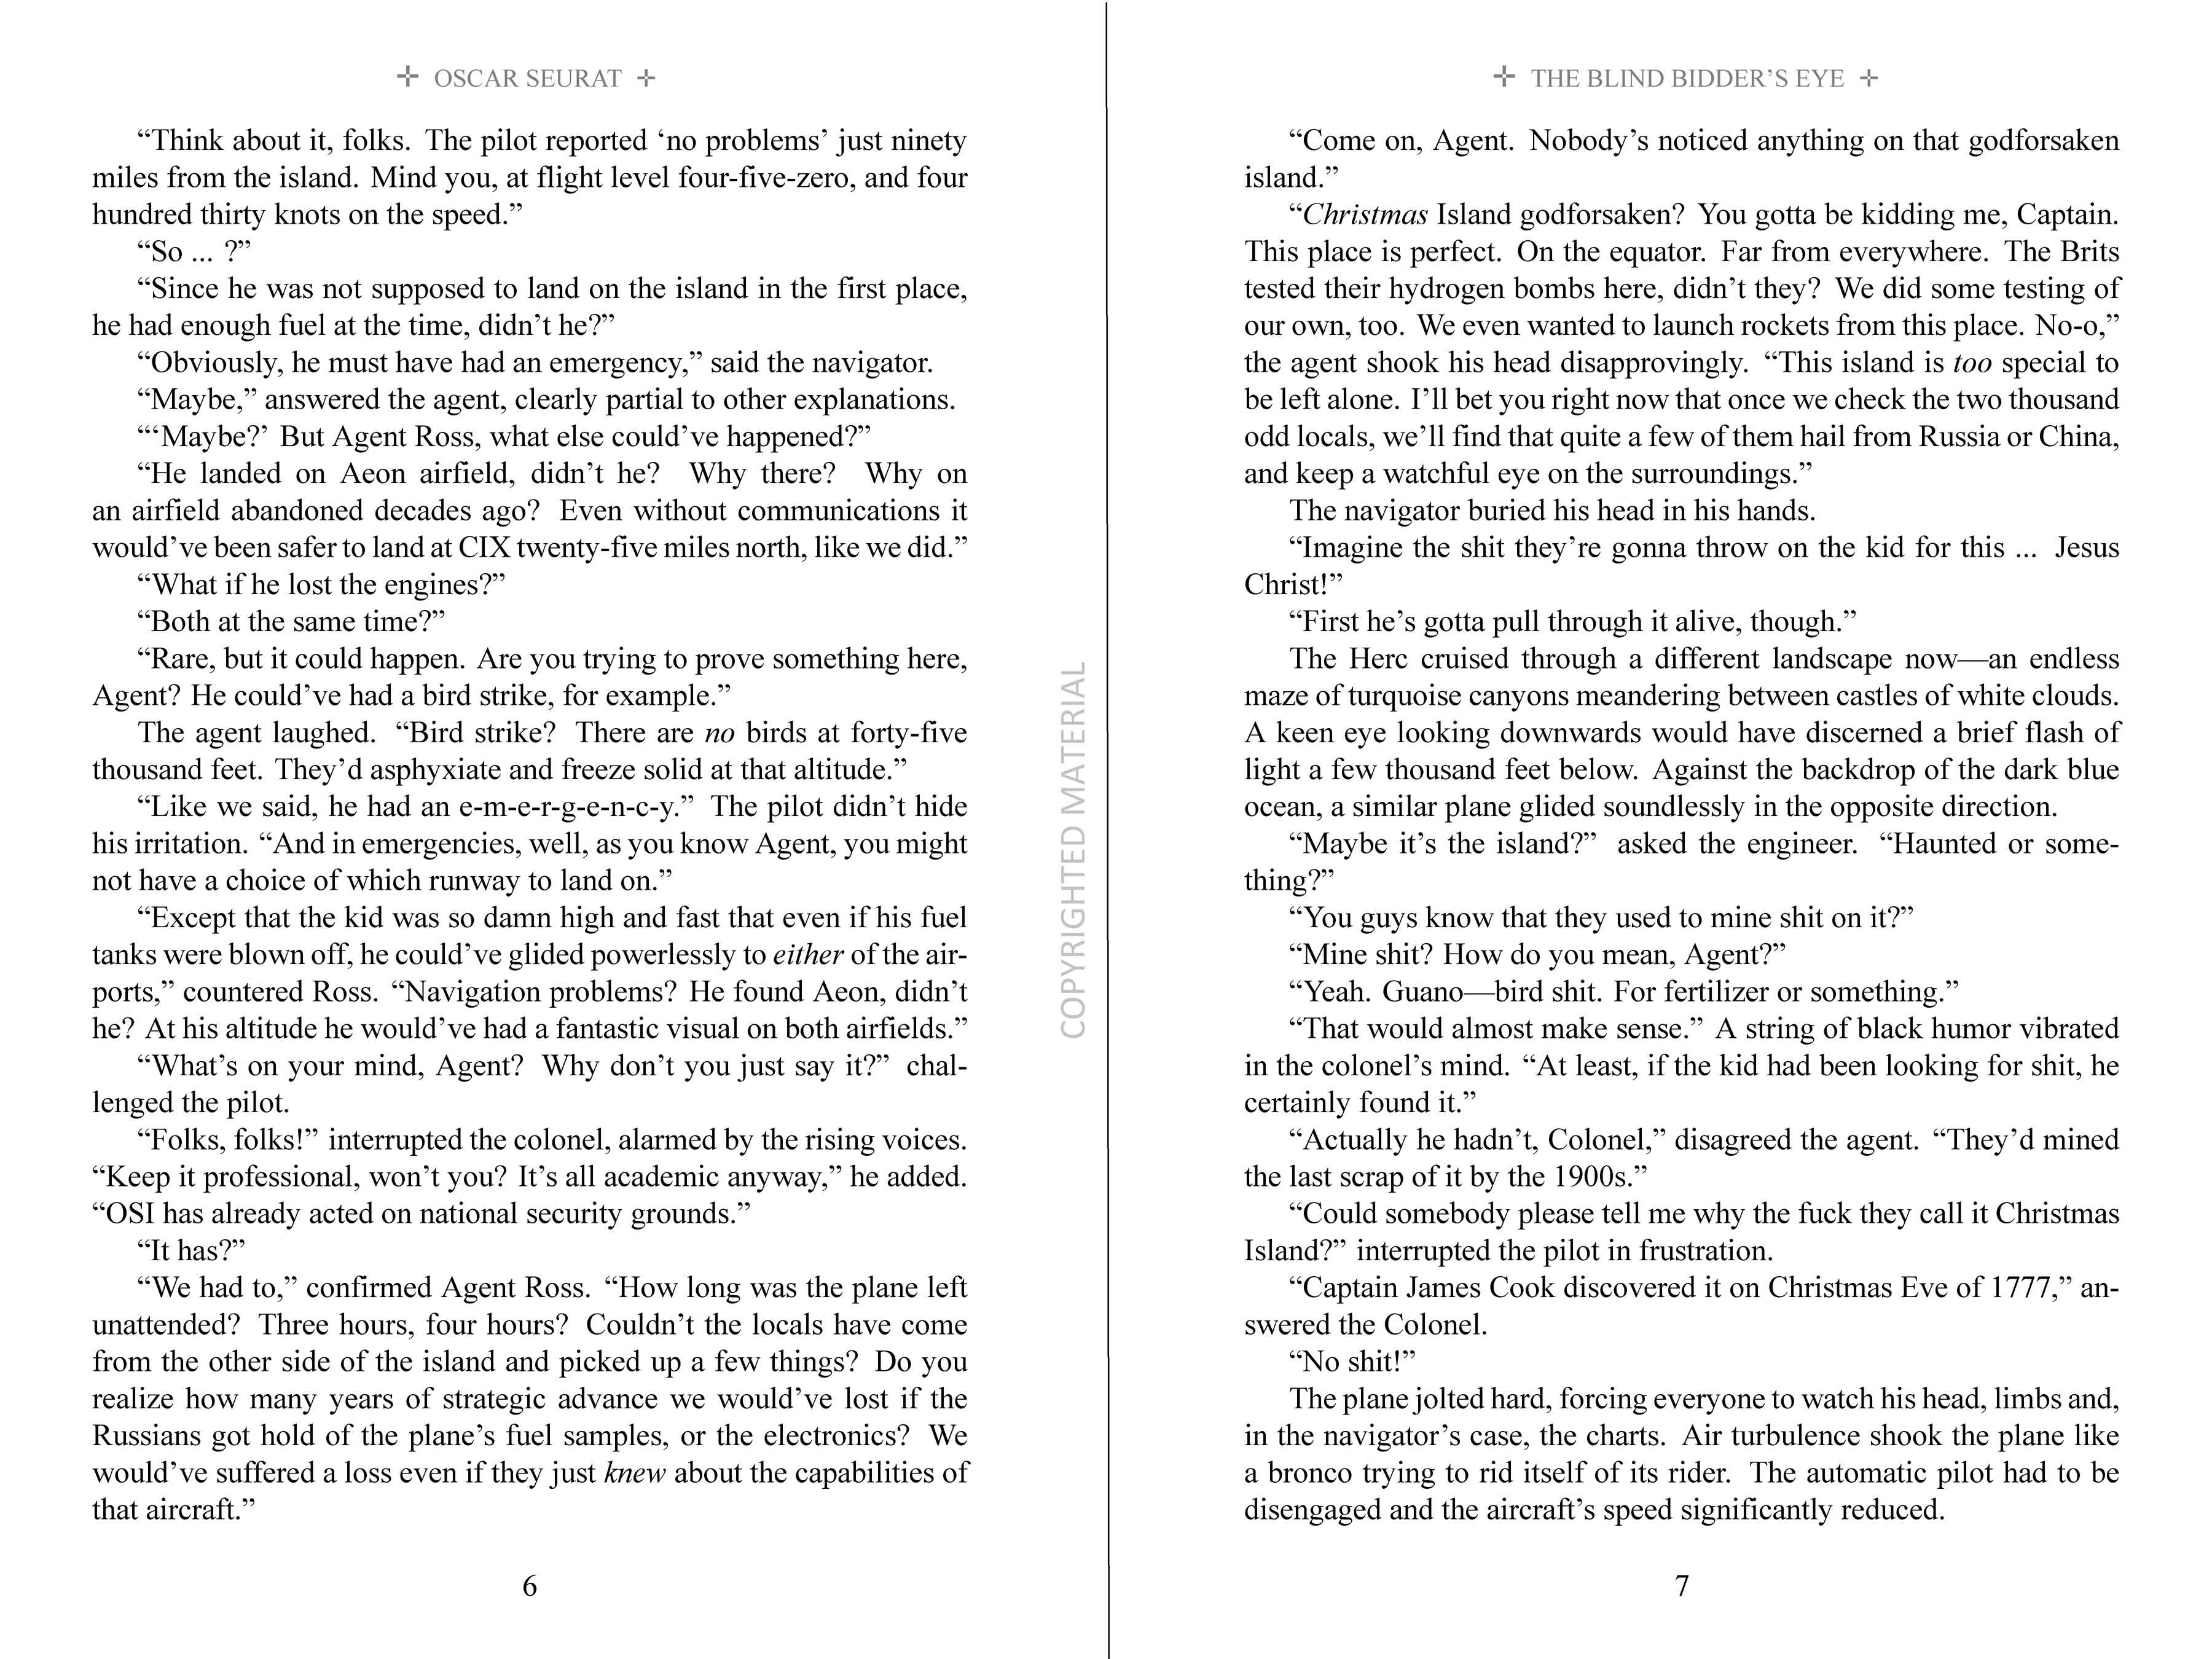 ✛ OSCAR SEURAT ✛
“Think about it, folks. The pilot reported ‘no problems’ just ninety
miles from the island. Mind you, at flight level four-five-zero, and four
hundred thirty knots on the speed.”
“So ... ?”
“Since he was not supposed to land on the island in the first place,
he had enough fuel at the time, didn’t he?”
“Obviously, he must have had an emergency,” said the navigator.
“Maybe,” answered the agent, clearly partial to other explanations.
“‘Maybe?’ But Agent Ross, what else could’ve happened?”
“He landed on Aeon airfield, didn’t he? Why there? Why on
an airfield abandoned decades ago? Even without communications it
would’ve been safer to land at CIX twenty-five miles north, like we did.”
“What if he lost the engines?”
“Both at the same time?”
“Rare, but it could happen. Are you trying to prove something here,
Agent? He could’ve had a bird strike, for example.”
The agent laughed. “Bird strike? There are no birds at forty-five
thousand feet. They’d asphyxiate and freeze solid at that altitude.”
“Like we said, he had an e-m-e-r-g-e-n-c-y.” The pilot didn’t hide
his irritation. “And in emergencies, well, as you know Agent, you might
not have a choice of which runway to land on.”
“Except that the kid was so damn high and fast that even if his fuel
tanks were blown off, he could’ve glided powerlessly to either of the air-
ports,” countered Ross. “Navigation problems? He found Aeon, didn’t
he? At his altitude he would’ve had a fantastic visual on both airfields.”
“What’s on your mind, Agent? Why don’t you just say it?” chal-
lenged the pilot.
“Folks, folks!” interrupted the colonel, alarmed by the rising voices.
“Keep it professional, won’t you? It’s all academic anyway,” he added.
“OSI has already acted on national security grounds.”
“It has?”
“We had to,” confirmed Agent Ross. “How long was the plane left
unattended? Three hours, four hours? Couldn’t the locals have come
from the other side of the island and picked up a few things? Do you
realize how many years of strategic advance we would’ve lost if the
Russians got hold of the plane’s fuel samples, or the electronics? We
would’ve suffered a loss even if they just knew about the capabilities of
that aircraft.”
6
COPYRIGHTED MATERIAL
✛ THE BLIND BIDDER’S EYE ✛
“Come on, Agent. Nobody’s noticed anything on that godforsaken
island.”
“Christmas Island godforsaken? You gotta be kidding me, Captain.
This place is perfect. On the equator. Far from everywhere. The Brits
tested their hydrogen bombs here, didn’t they? We did some testing of
our own, too. We even wanted to launch rockets from this place. No-o,”
the agent shook his head disapprovingly. “This island is too special to
be left alone. I’ll bet you right now that once we check the two thousand
odd locals, we’ll find that quite a few of them hail from Russia or China,
and keep a watchful eye on the surroundings.”
The navigator buried his head in his hands.
“Imagine the shit they’re gonna throw on the kid for this ... Jesus
Christ!”
“First he’s gotta pull through it alive, though.”
The Herc cruised through a different landscape now—an endless
maze of turquoise canyons meandering between castles of white clouds.
A keen eye looking downwards would have discerned a brief flash of
light a few thousand feet below. Against the backdrop of the dark blue
ocean, a similar plane glided soundlessly in the opposite direction.
“Maybe it’s the island?” asked the engineer. “Haunted or some-
thing?”
“You guys know that they used to mine shit on it?”
“Mine shit? How do you mean, Agent?”
“Yeah. Guano—bird shit. For fertilizer or something.”
“That would almost make sense.” A string of black humor vibrated
in the colonel’s mind. “At least, if the kid had been looking for shit, he
certainly found it.”
“Actually he hadn’t, Colonel,” disagreed the agent. “They’d mined
the last scrap of it by the 1900s.”
“Could somebody please tell me why the fuck they call it Christmas
Island?” interrupted the pilot in frustration.
“Captain James Cook discovered it on Christmas Eve of 1777,” an-
swered the Colonel.
“No shit!”
The plane jolted hard, forcing everyone to watch his head, limbs and,
in the navigator’s case, the charts. Air turbulence shook the plane like
a bronco trying to rid itself of its rider. The automatic pilot had to be
disengaged and the aircraft’s speed significantly reduced.
7